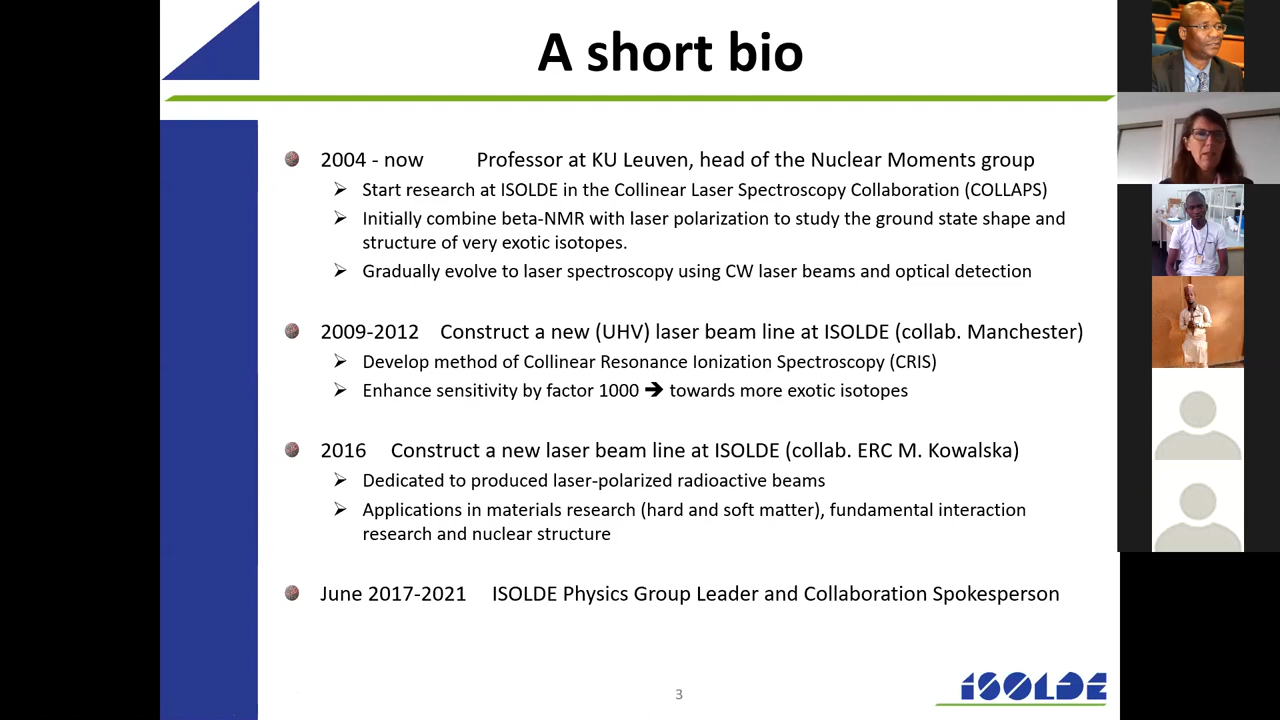 A short bio
2004 - now Professor at KU Leuven, head of the Nuclear Moments group
Start research at ISOLDE in the Collinear Laser Spectroscopy Collaboration (COLLAPS)
Initially combine beta-NMR with laser polarization to study the ground state shape and
structure of very exotic isotopes.
Gradually evolve to laser spectroscopy using CW laser beams and optical detection
2009-2012 Construct a new (UHV) laser beam line at ISOLDE (collab. Manchester)
Develop method of Collinear Resonance Ionization Spectroscopy (CRIS)
Enhance sensitivity by factor 1000 ➔ towards more exotic isotopes
2016 Construct a new laser beam line at ISOLDE (collab. ERC M. Kowalska)
Dedicated to produced laser-polarized radioactive beams
Applications in materials research (hard and soft matter), fundamental interaction
research and nuclear structure
June 2017-2021 ISOLDE Physics Group Leader and Collaboration Spokesperson
3
ISOLDE